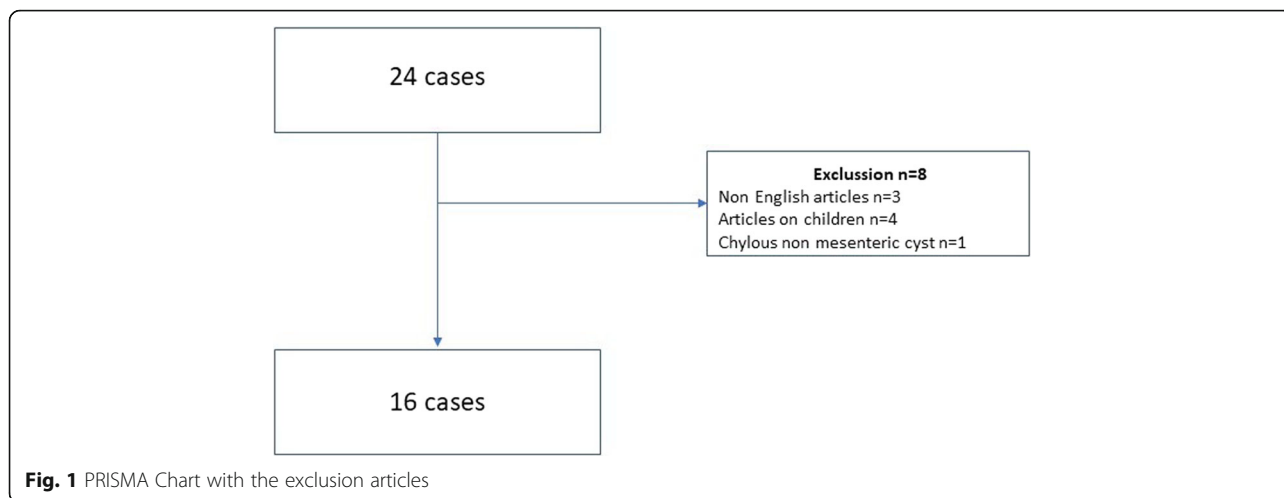 24 cases
Exclussion n=8
Non English articles n=3
Articles on children n=4
Chylous non mesenteric cyst n=1
16 cases
Fig. 1 PRISMA Chart with the exclusion articles